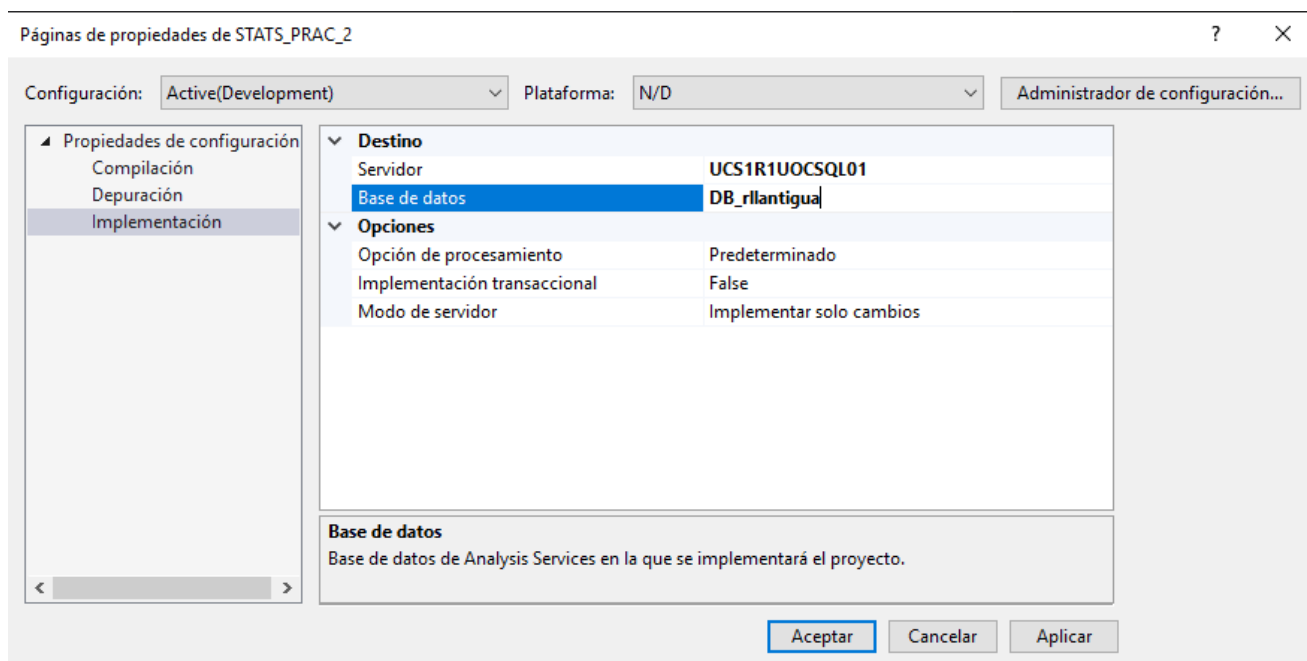 Páginas de propiedades de STATS_PRAC_2 ?
Configuración: Active(Development) Plataforma: N/D Administrador de configuración...
Propiedades de configuración
Compilación
Depuración
Implementación
Destino
Servidor UCS1R1UOCSQL01
Base de datos DB_rllantigua
Opciones
Opción de procesamiento Predeterminado
Implementación transaccional False
Modo de servidor Implementar solo cambios
Base de datos
Base de datos de Analysis Services en la que se implementará el proyecto.
Aceptar Cancelar Aplicar